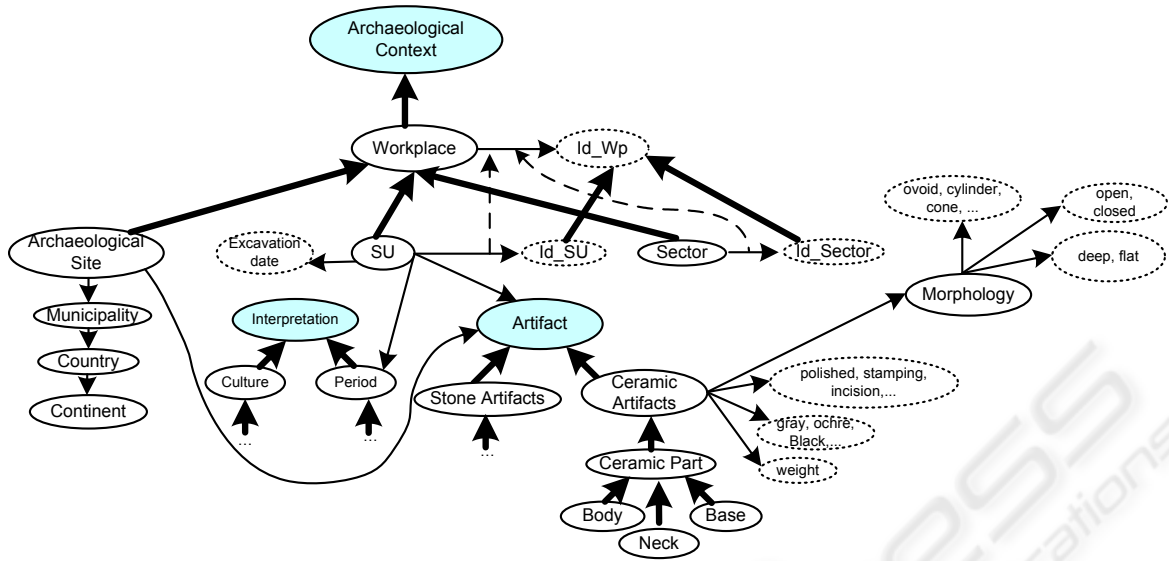 Archaeological
Context
Workplace
Id_Wp
ovoid, cylinder,
cone, ...
open,
closed
Archaeological
Site
Excavation
date
SU
Id_SU
Sector
Id_Sector
deep, flat
Morphology
Municipality
Interpretation
Artifact
Country
Culture
Period
Stone Artifacts
Ceramic
Artifacts
polished, stamping,
incision,...
Continent
...
...
...
gray, ochre,
Black,...
weight
Ceramic Part
Body
Base
Neck